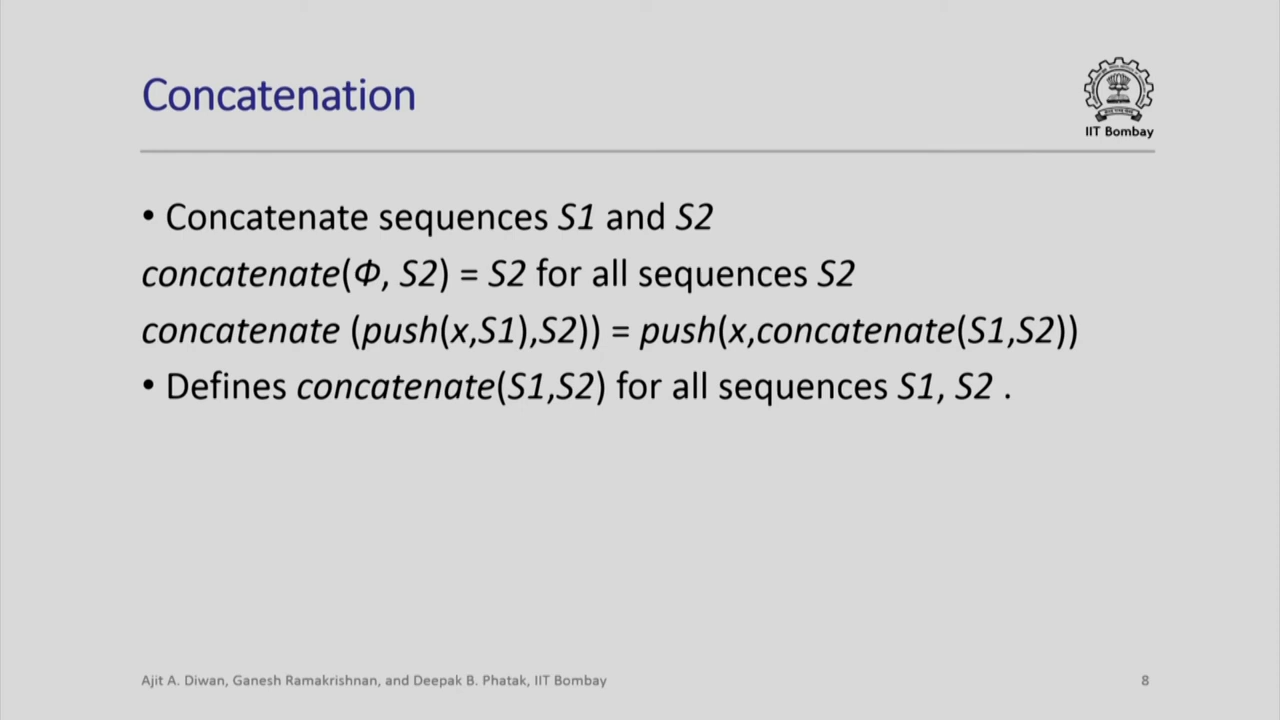 Concatenation
IIT Bombay
• Concatenate sequences S1 and S2
concatenate(Φ, S2) = S2 for all sequences S2
concatenate (push(x,S1),S2)) = push(x,concatenate(S1,S2))
• Defines concatenate(S1,S2) for all sequences S1, S2 .
Ajit A. Diwan, Ganesh Ramakrishnan, and Deepak B. Phatak, IIT Bombay
8